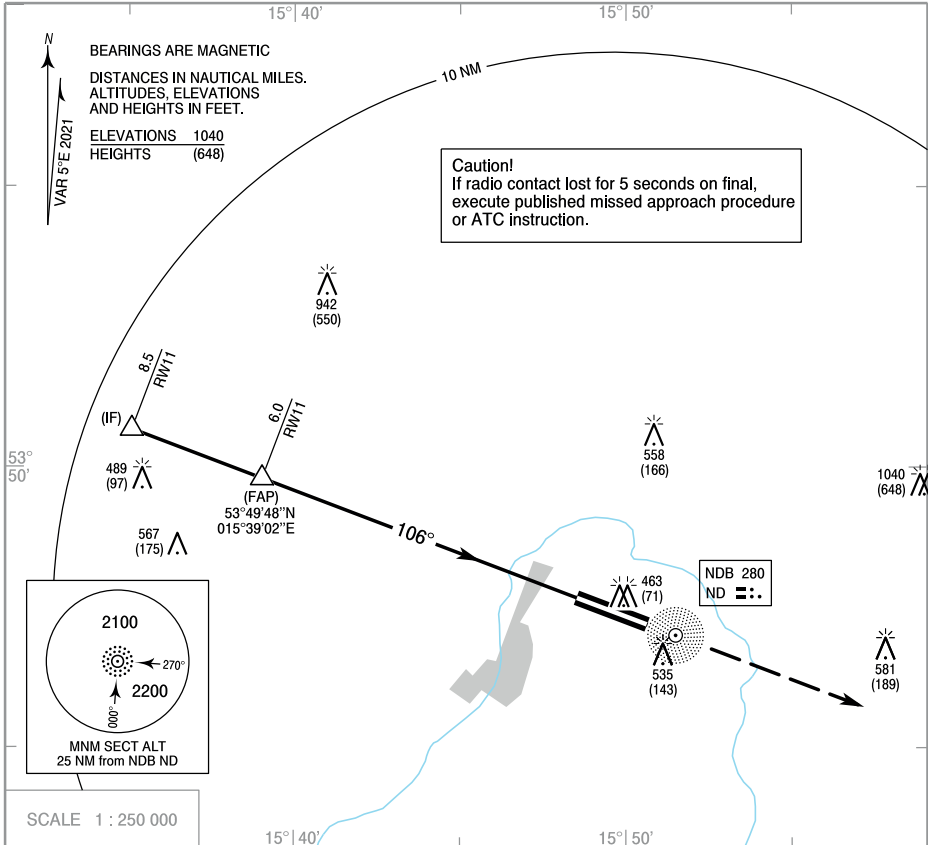 15° 40'
15° 50'
N
VAR 5°E 2021
BEARINGS ARE MAGNETIC
DISTANCES IN NAUTICAL MILES.
ALTITUDES, ELEVATIONS
AND HEIGHTS IN FEET.
ELEVATIONS 1040
HEIGHTS (648)
10 NM
Caution!
If radio contact lost for 5 seconds on final,
execute published missed approach procedure
or ATC instruction.
942
(550)
8.5
RW11
(IF)
6.0
RW11
53°
50'
489
(97)
(FAP)
53°49'48"N
015°39'02"E
558
(166)
1040
(648)
567
(175)
106°
463
(71)
NDB 280
ND
535
(143)
581
(189)
2100
270°
2200
000°
MNM SECT ALT
25 NM from NDB ND
SCALE 1 : 250 000
15° 40'
15° 50'